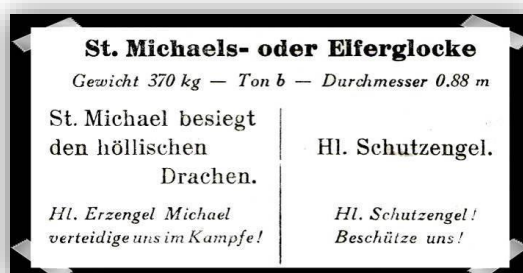 St. Michaels- oder Elferglocke
Gewicht 370 kg — Ton b — Durchmesser 0.88 m
St. Michael besiegt
den höllischen
Drachen.
Hl. Erzengel Michael
verteidige uns im Kampfe!
Hl. Schutzengel.
Hl. Schutzengel!
Beschütze uns!